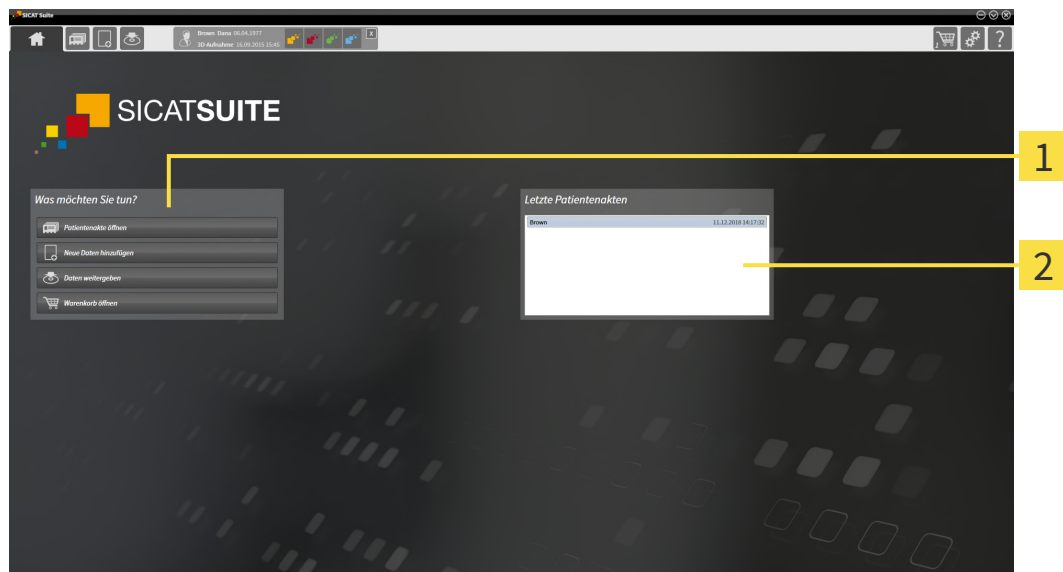 SICAT Suite
Brown Dana 06.04.1977
3D-Aufnahme 16.09.2015 15:45
x
2
?
SICATSUITE
1
Was möchten Sie tun?
Patientenakte öffnen
Neue Daten hinzufügen
Daten weitergeben
Warenkorb öffnen
Letzte Patientenakten
Brown 11.12.2018 14:17:32
2